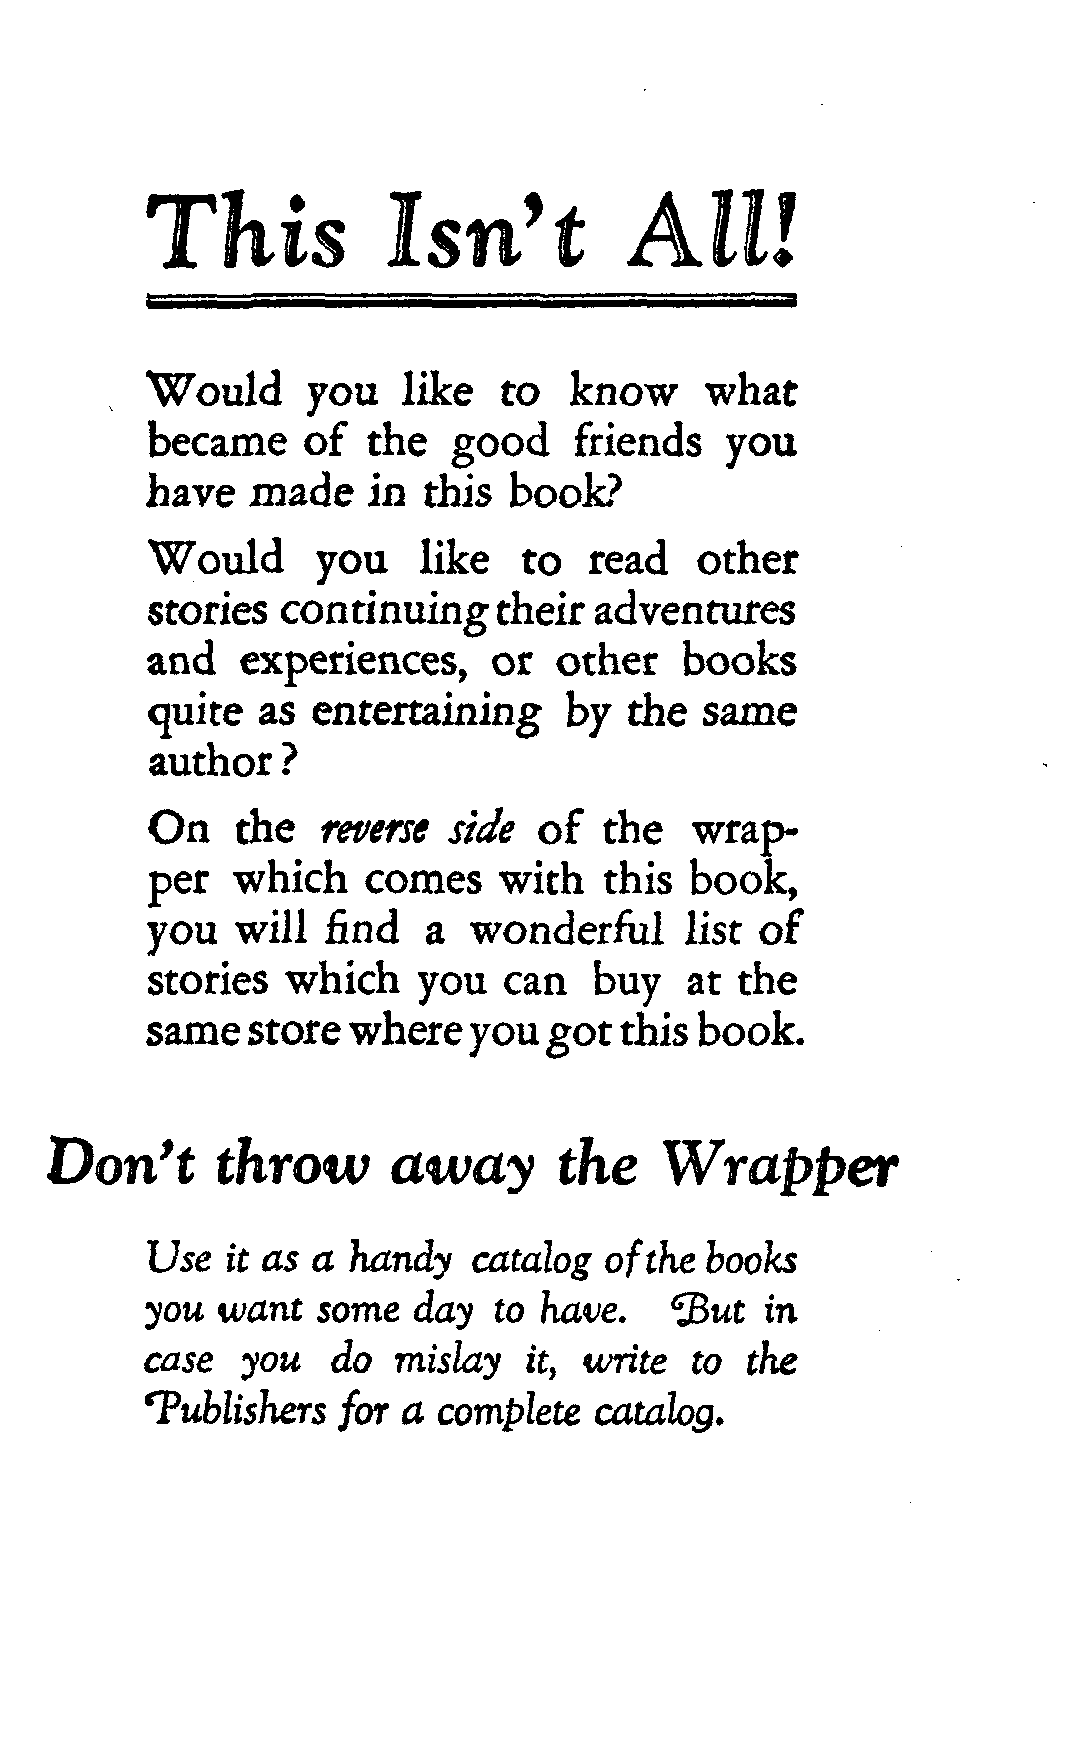 This Isn't All!
Would you like to know what
became of the good friends you
have made in this book?
Would you like to read other
stories continuing their adventures
and experiences, or other books
quite as entertaining by the same
author?
On the reverse side of the wrap-
per which comes with this book,
you will find a wonderful list of
stories which you can buy at the
same store where you got this book.
Don't throw away the Wrapper
Use it as a handy catalog of the books
you want some day to have. But in
case you do mislay it, write to the
Publishers for a complete catalog.